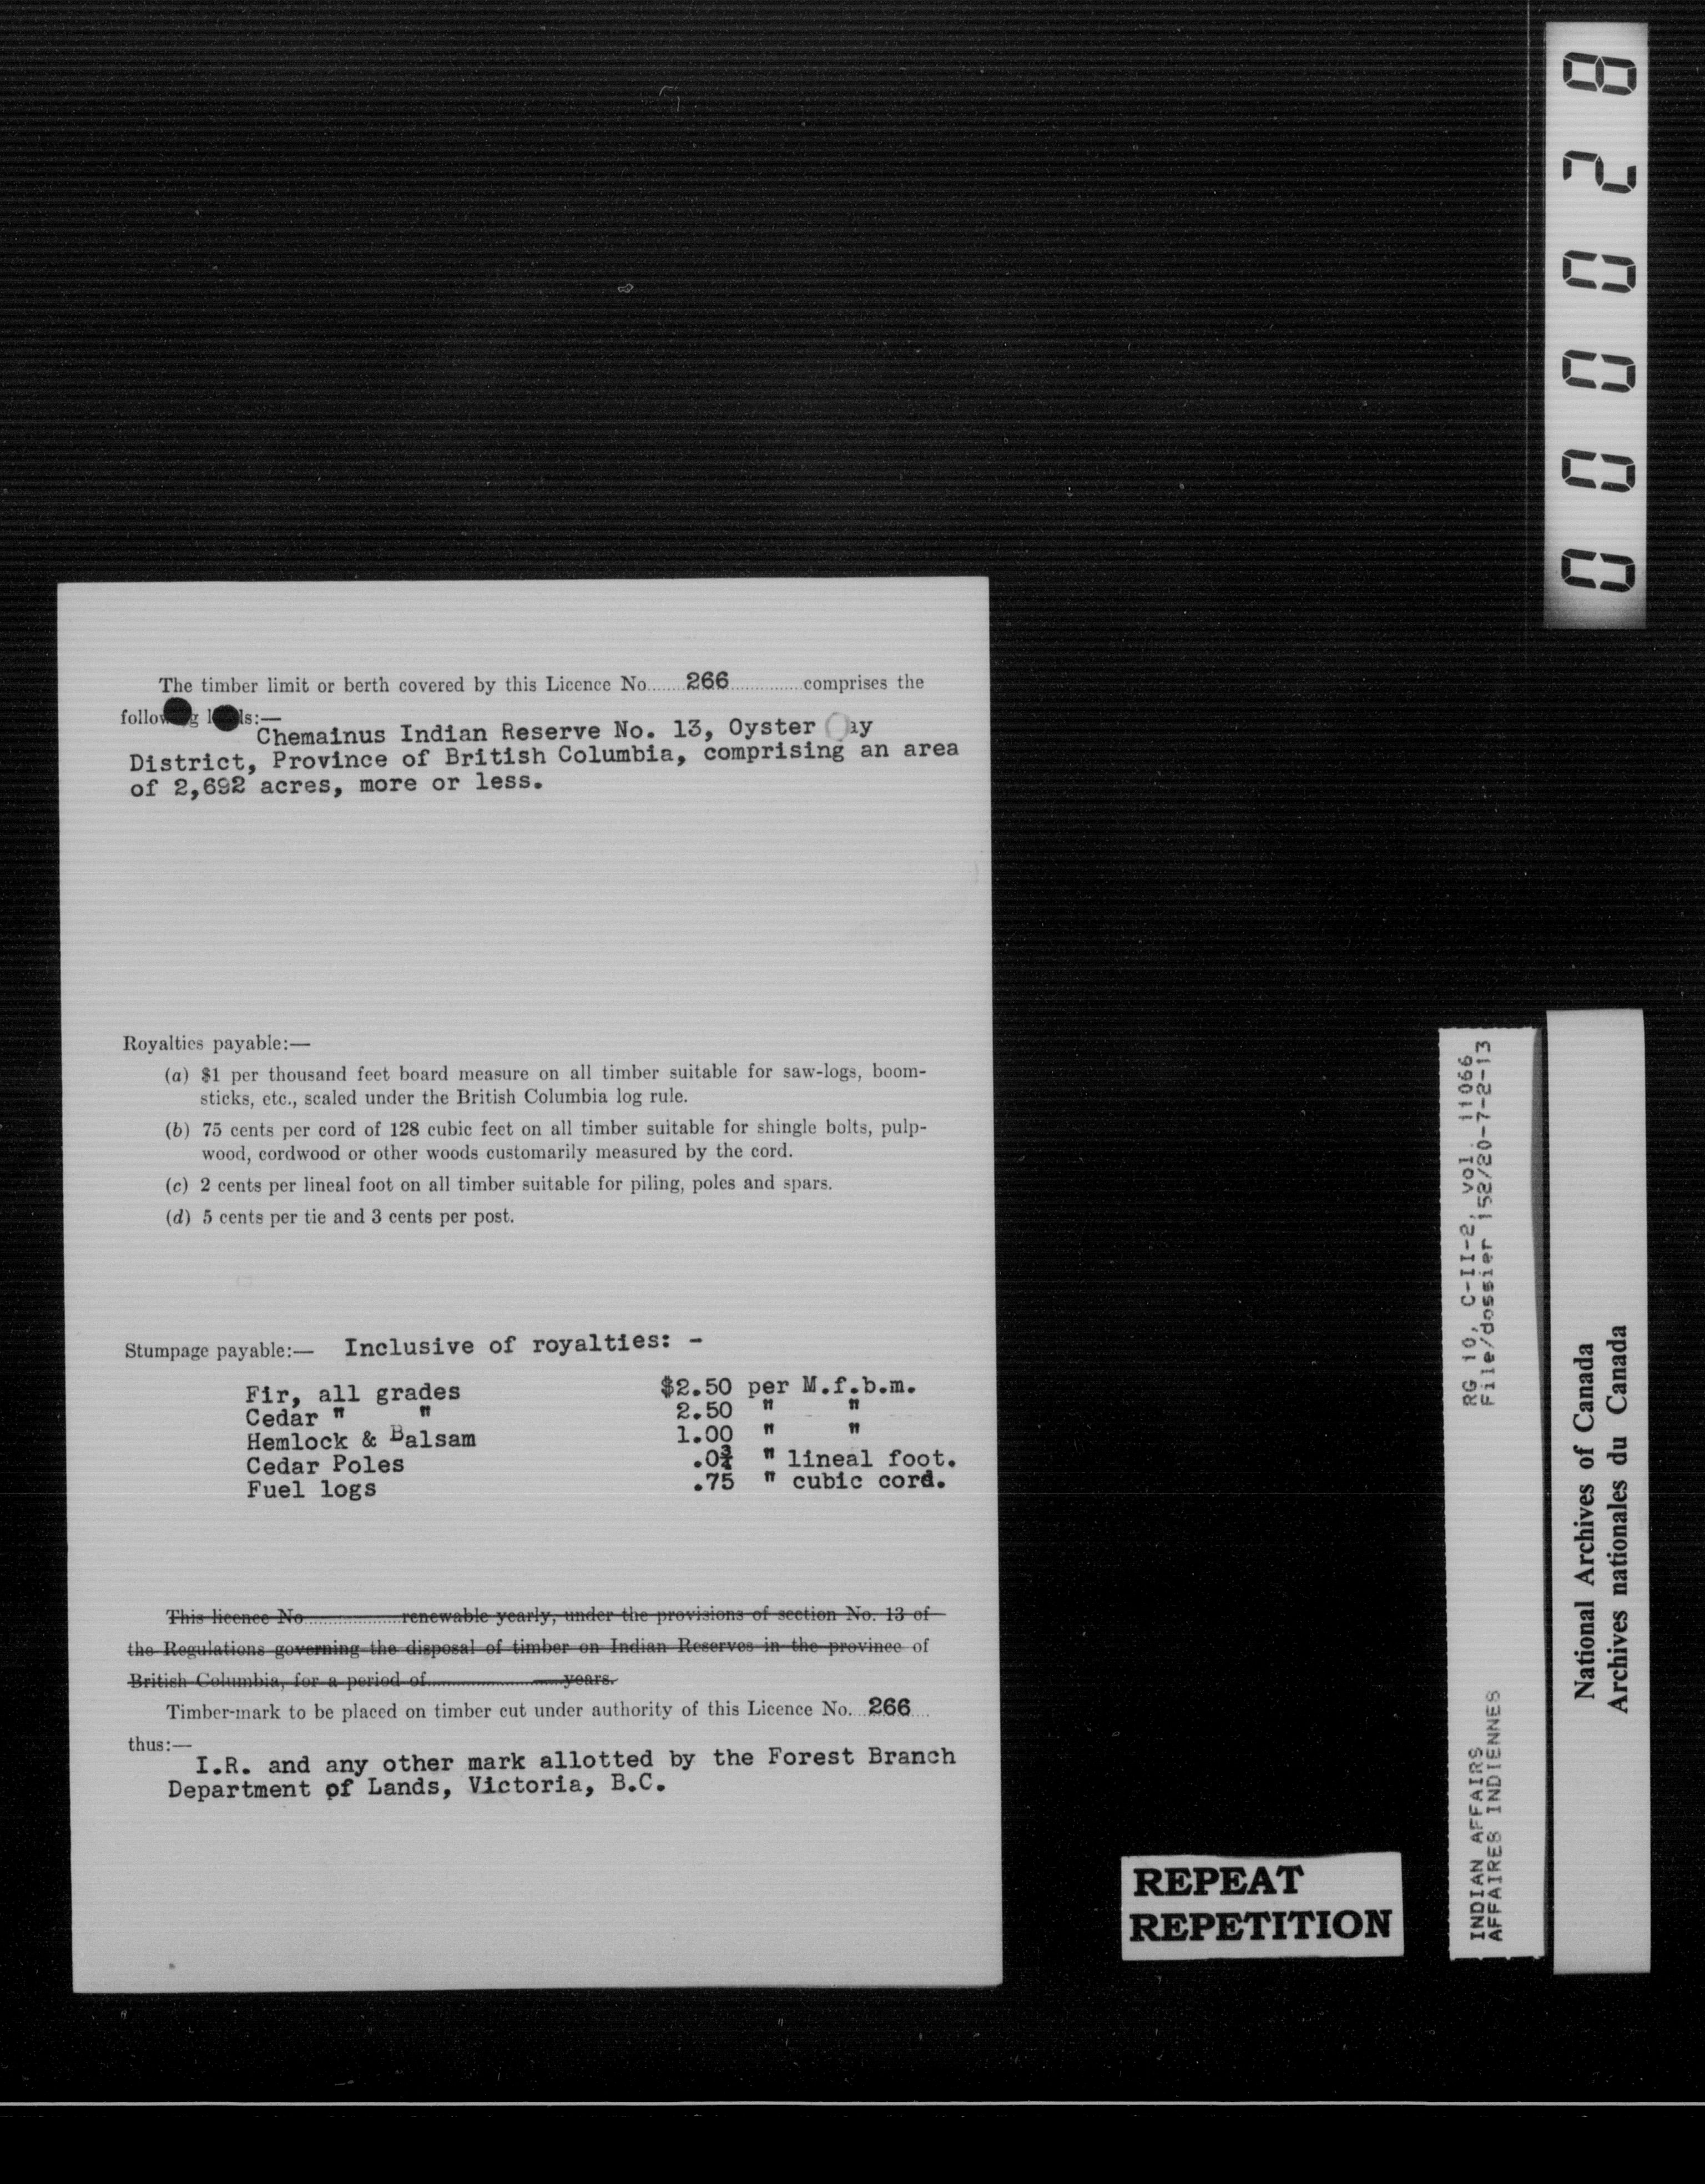 The timber limit or berth covered by this Licence No. 266 comprises the
following lands:—
Chemainus Indian Reserve No. 13, Oyster ay
District, Province of British Columbia, comprising an area
of 2,692 acres, more or less.
Royalties payable:—
(a) $1 per thousand feet board measure on all timber suitable for saw-logs, boom-
sticks, etc., scaled under the British Columbia log rule.
(b) 75 cents per cord of 128 cubic feet on all timber suitable for shingle bolts, pulp-
wood, cordwood or other woods customarily measured by the cord.
(c) 2 cents per lineal foot on all timber suitable for piling, poles and spars.
(d) 5 cents per tie and 3 cents per post.
Stumpage payable:— Inclusive of royalties: -
Fir, all grades $2.50 per M.f.b.m.
Cedar " " 2.50 " "
Hemlock & Balsam 1.00 " "
Cedar Poles .0¾ " lineal foot.
Fuel logs .75 " cubic cord.
This licence No. renewable yearly, under the provisions of section No. 13 of
the Regulations governing the disposal of timber on Indian Reserves in the province of
British Columbia, for a period of years.
Timber-mark to be placed on timber cut under authority of this Licence No. 266
thus:—
I.R. and any other mark allotted by the Forest Branch
Department of Lands, Victoria, B.C.
REPEAT
REPETITION
INDIAN AFFAIRS RG 10, C-II-2, vol. 11066
AFFAIRES INDIENNES File/dossier 152/20-7-2-13
National Archives of Canada
Archives nationales du Canada
000028